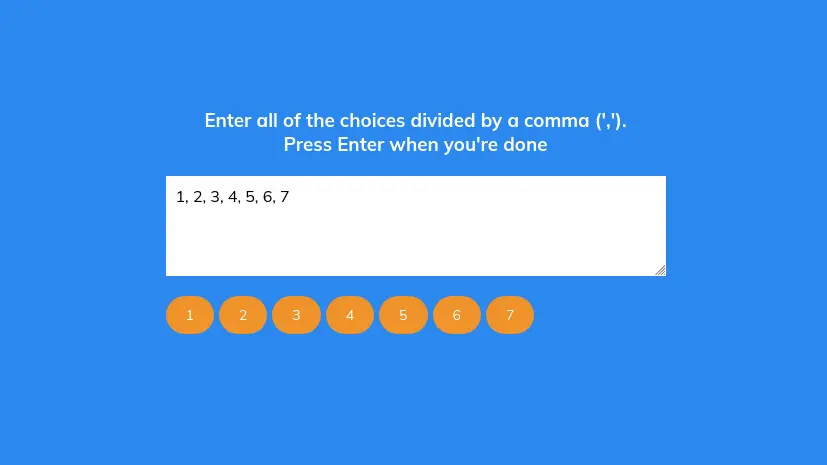 Enter all of the choices divided by a comma (',').
Press Enter when you're done
1, 2, 3, 4, 5, 6, 7
1 2 3 4 5 6 7